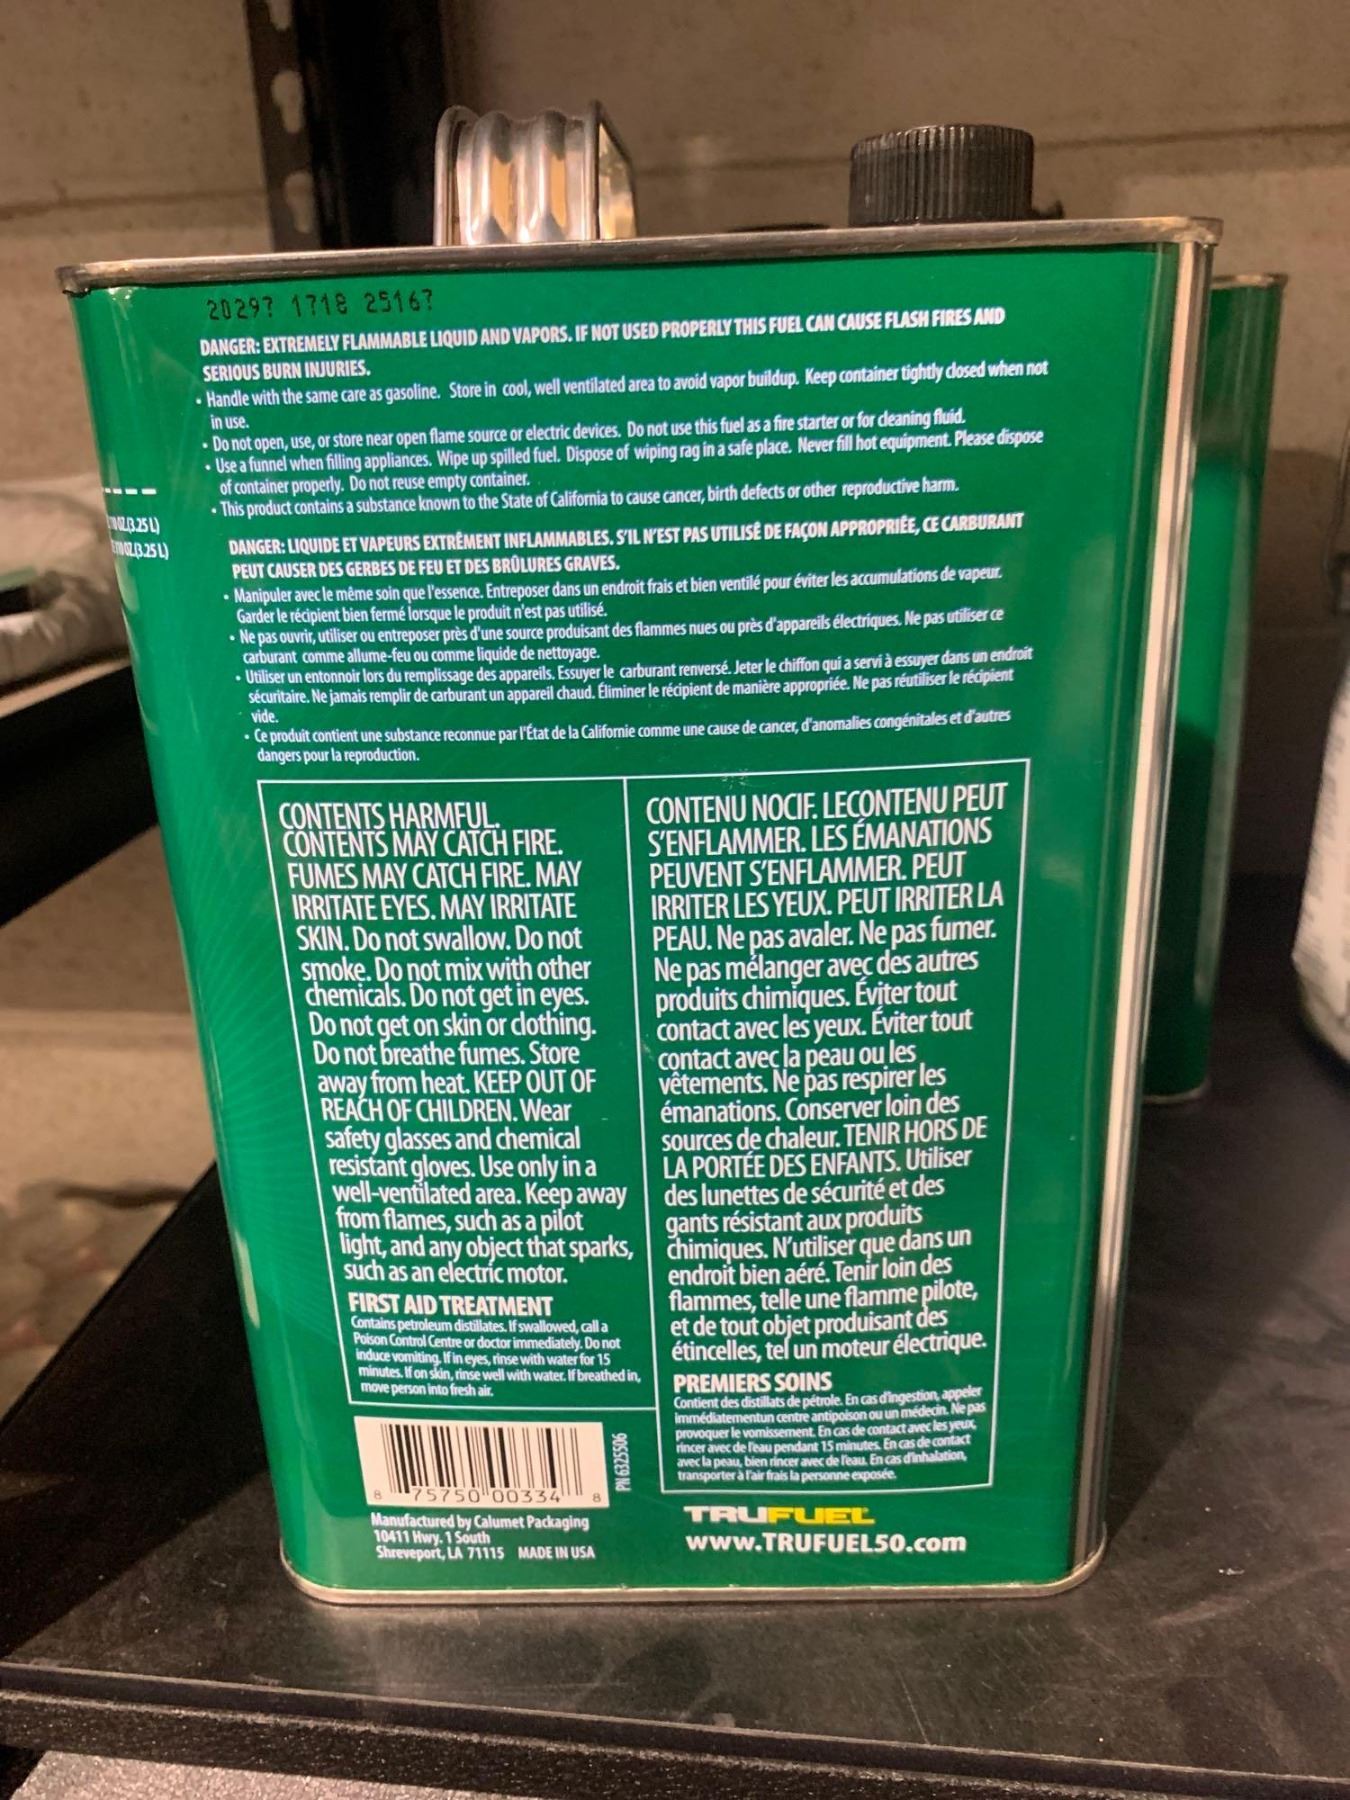 20297 1718 25167
DANGER: EXTREMELY FLAMMABLE LIQUID AND VAPORS. IF NOT USED PROPERLY THIS FUEL CAN CAUSE FLASH FIRES AND
SERIOUS BURN INJURIES.
• Handle with the same care as gasoline. Store in cool, well ventilated area to avoid vapor buildup. Keep container tightly closed when not
in use.
• Do not open, use, or store near open flame source or electric devices. Do not use this fuel as a fire starter or for cleaning fluid.
• Use a funnel when filling appliances. Wipe up spilled fuel. Dispose of wiping rag in a safe place. Never fill hot equipment. Please dispose
of container properly. Do not reuse empty container.
• This product contains a substance known to the State of California to cause cancer, birth defects or other reproductive harm.
OZ.(3.25 L)
OZ.(3.25 L)
DANGER: LIQUIDE ET VAPEURS EXTRÊMENT INFLAMMABLES. S'IL N'EST PAS UTILISÉ DE FAÇON APPROPRIÉE, CE CARBURANT
PEUT CAUSER DES GERBES DE FEU ET DES BRÛLURES GRAVES.
• Manipuler avec le même soin que l'essence. Entreposer dans un endroit frais et bien ventilé pour éviter les accumulations de vapeur.
Garder le récipient bien fermé lorsque le produit n'est pas utilisé.
• Ne pas ouvrir, utiliser ou entreposer près d'une source produisant des flammes nues ou près d'appareils électriques. Ne pas utiliser ce
carburant comme allume-feu ou comme liquide de nettoyage.
• Utiliser un entonnoir lors du remplissage des appareils. Essuyer le carburant renversé. Jeter le chiffon qui a servi à essuyer dans un endroit
sécuritaire. Ne jamais remplir de carburant un appareil chaud. Éliminer le récipient de manière appropriée. Ne pas réutiliser le récipient
vide.
• Ce produit contient une substance reconnue par l'État de la Californie comme une cause de cancer, d'anomalies congénitales et d'autres
dangers pour la reproduction.
CONTENTS HARMFUL.
CONTENTS MAY CATCH FIRE.
FUMES MAY CATCH FIRE. MAY
IRRITATE EYES. MAY IRRITATE
SKIN. Do not swallow. Do not
smoke. Do not mix with other
chemicals. Do not get in eyes.
Do not get on skin or clothing.
Do not breathe fumes. Store
away from heat. KEEP OUT OF
REACH OF CHILDREN. Wear
safety glasses and chemical
resistant gloves. Use only in a
well-ventilated area. Keep away
from flames, such as a pilot
light, and any object that sparks,
such as an electric motor.
FIRST AID TREATMENT
Contains petroleum distillates. If swallowed, call a
Poison Control Centre or doctor immediately. Do not
induce vomiting. If in eyes, rinse with water for 15
minutes. If on skin, rinse well with water. If breathed in,
move person into fresh air.
CONTENU NOCIF. LE CONTENU PEUT
S'ENFLAMMER. LES ÉMANATIONS
PEUVENT S'ENFLAMMER. PEUT
IRRITER LES YEUX. PEUT IRRITER LA
PEAU. Ne pas avaler. Ne pas fumer.
Ne pas mélanger avec des autres
produits chimiques. Éviter tout
contact avec les yeux. Éviter tout
contact avec la peau ou les
vêtements. Ne pas respirer les
émanations. Conserver loin des
sources de chaleur. TENIR HORS DE
LA PORTÉE DES ENFANTS. Utiliser
des lunettes de sécurité et des
gants résistant aux produits
chimiques. N'utiliser que dans un
endroit bien aéré. Tenir loin des
flammes, telle une flamme pilote,
et de tout objet produisant des
étincelles, tel un moteur électrique.
PREMIERS SOINS
Contient des distillats de pétrole. En cas d'ingestion, appeler
immédiatementun centre antipoison ou un médecin. Ne pas
provoquer le vomissement. En cas de contact avec les yeux,
rincer avec de l'eau pendant 15 minutes. En cas de contact
avec la peau, bien rincer avec de l'eau. En cas d'inhalation,
transporter à l'air frais la personne exposée.
8 75750 00334 8
PN 6325506
Manufactured by Calumet Packaging
10411 Hwy. 1 South
Shreveport, LA 71115 MADE IN USA
TRUFUEL
www.TRUFUEL50.com